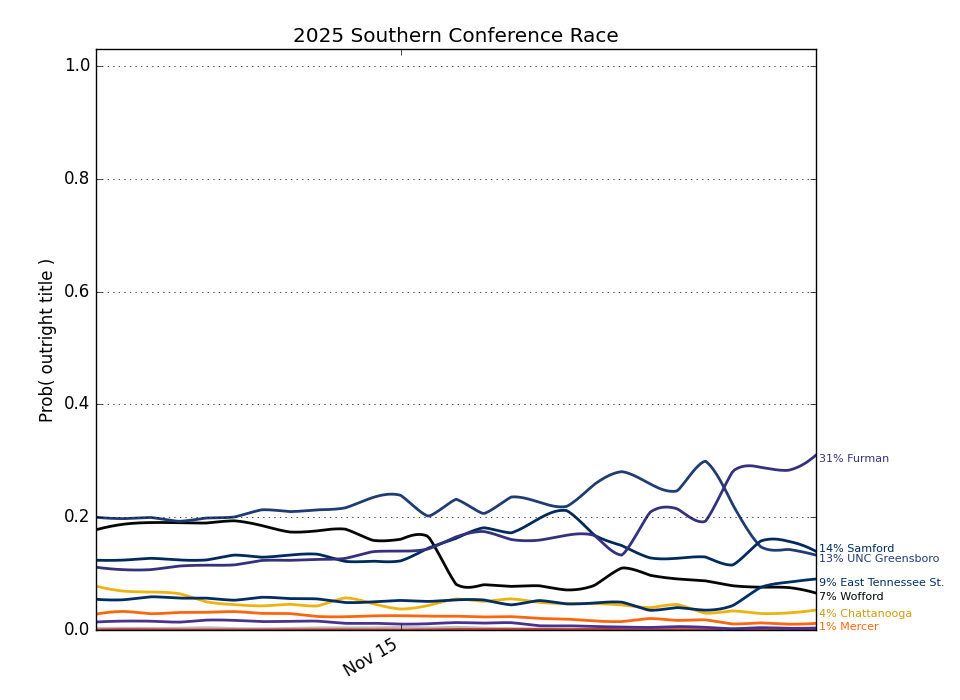 2025 Southern Conference Race
1.0
0.8
0.6
0.4
0.2
0.0
Prob( outright title )
Nov 15
31% Furman
14% Samford
13% UNC Greensboro
9% East Tennessee St.
7% Wofford
4% Chattanooga
1% Mercer